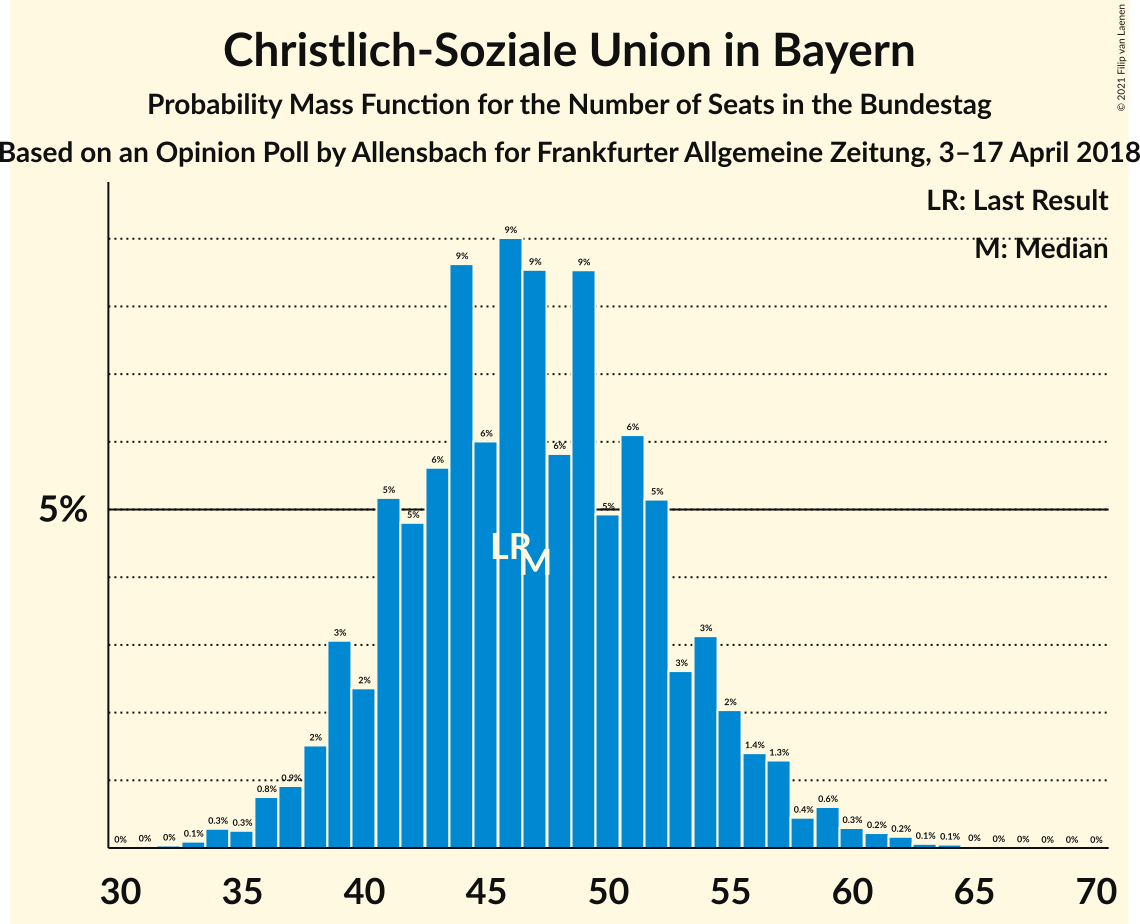 Christlich-Soziale Union in Bayern
Probability Mass Function for the Number of Seats in the Bundestag
Based on an Opinion Poll by Allensbach for Frankfurter Allgemeine Zeitung, 3–17 April 2018
© 2021 Filip van Laenen
LR: Last Result
M: Median
5%
0% 0% 0% 0.1% 0.3% 0.3% 0.8% 0.9% 2% 3% 2% 5% 5% 6% 9% 6% 9% 9% 6% 9% 5% 6% 5% 3% 3% 2% 1.4% 1.3% 0.4% 0.6% 0.3% 0.2% 0.2% 0.1% 0.1% 0% 0% 0% 0% 0% 0%
LR
M
30 35 40 45 50 55 60 65 70